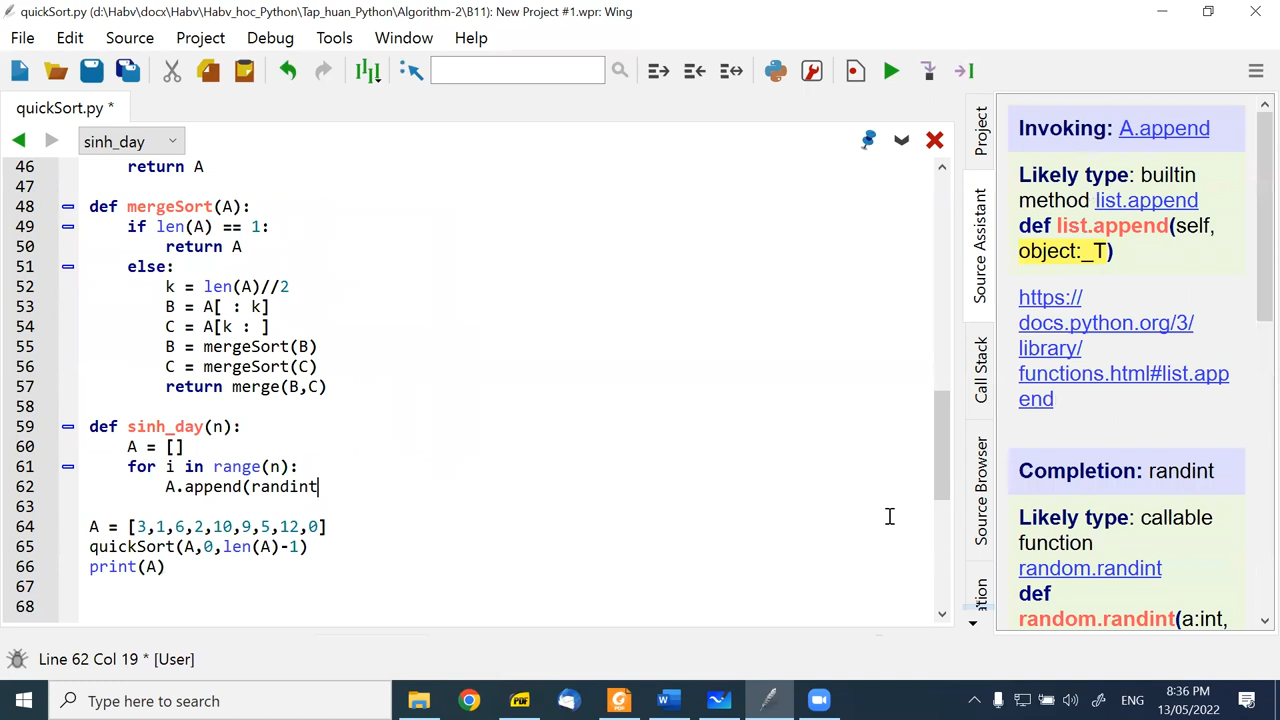 quickSort.py (d:\Habv\docx\Habv\Habv_hoc_Python\Tap_huan_Python\Algorithm-2\B11): New Project #1.wpr: Wing
File Edit Source Project Debug Tools Window Help
quickSort.py *
sinh_day
46 return A
47
48 def mergeSort(A):
49 if len(A) == 1:
50 return A
51 else:
52 k = len(A)//2
53 B = A[ : k]
54 C = A[k : ]
55 B = mergeSort(B)
56 C = mergeSort(C)
57 return merge(B,C)
58
59 def sinh_day(n):
60 A = []
61 for i in range(n):
62 A.append(randint
63
64 A = [3,1,6,2,10,9,5,12,0]
65 quickSort(A,0,len(A)-1)
66 print(A)
67
68
Project
Source Assistant
Call Stack
Source Browser
Invoking: A.append
Likely type: builtin
method list.append
def list.append(self,
object:_T)
https://
docs.python.org/3/
library/
functions.html#list.app
end
Completion: randint
Likely type: callable
function
random.randint
def
random.randint(a:int,
Line 62 Col 19 * [User]
Type here to search
PDF
ENG
8:36 PM
13/05/2022